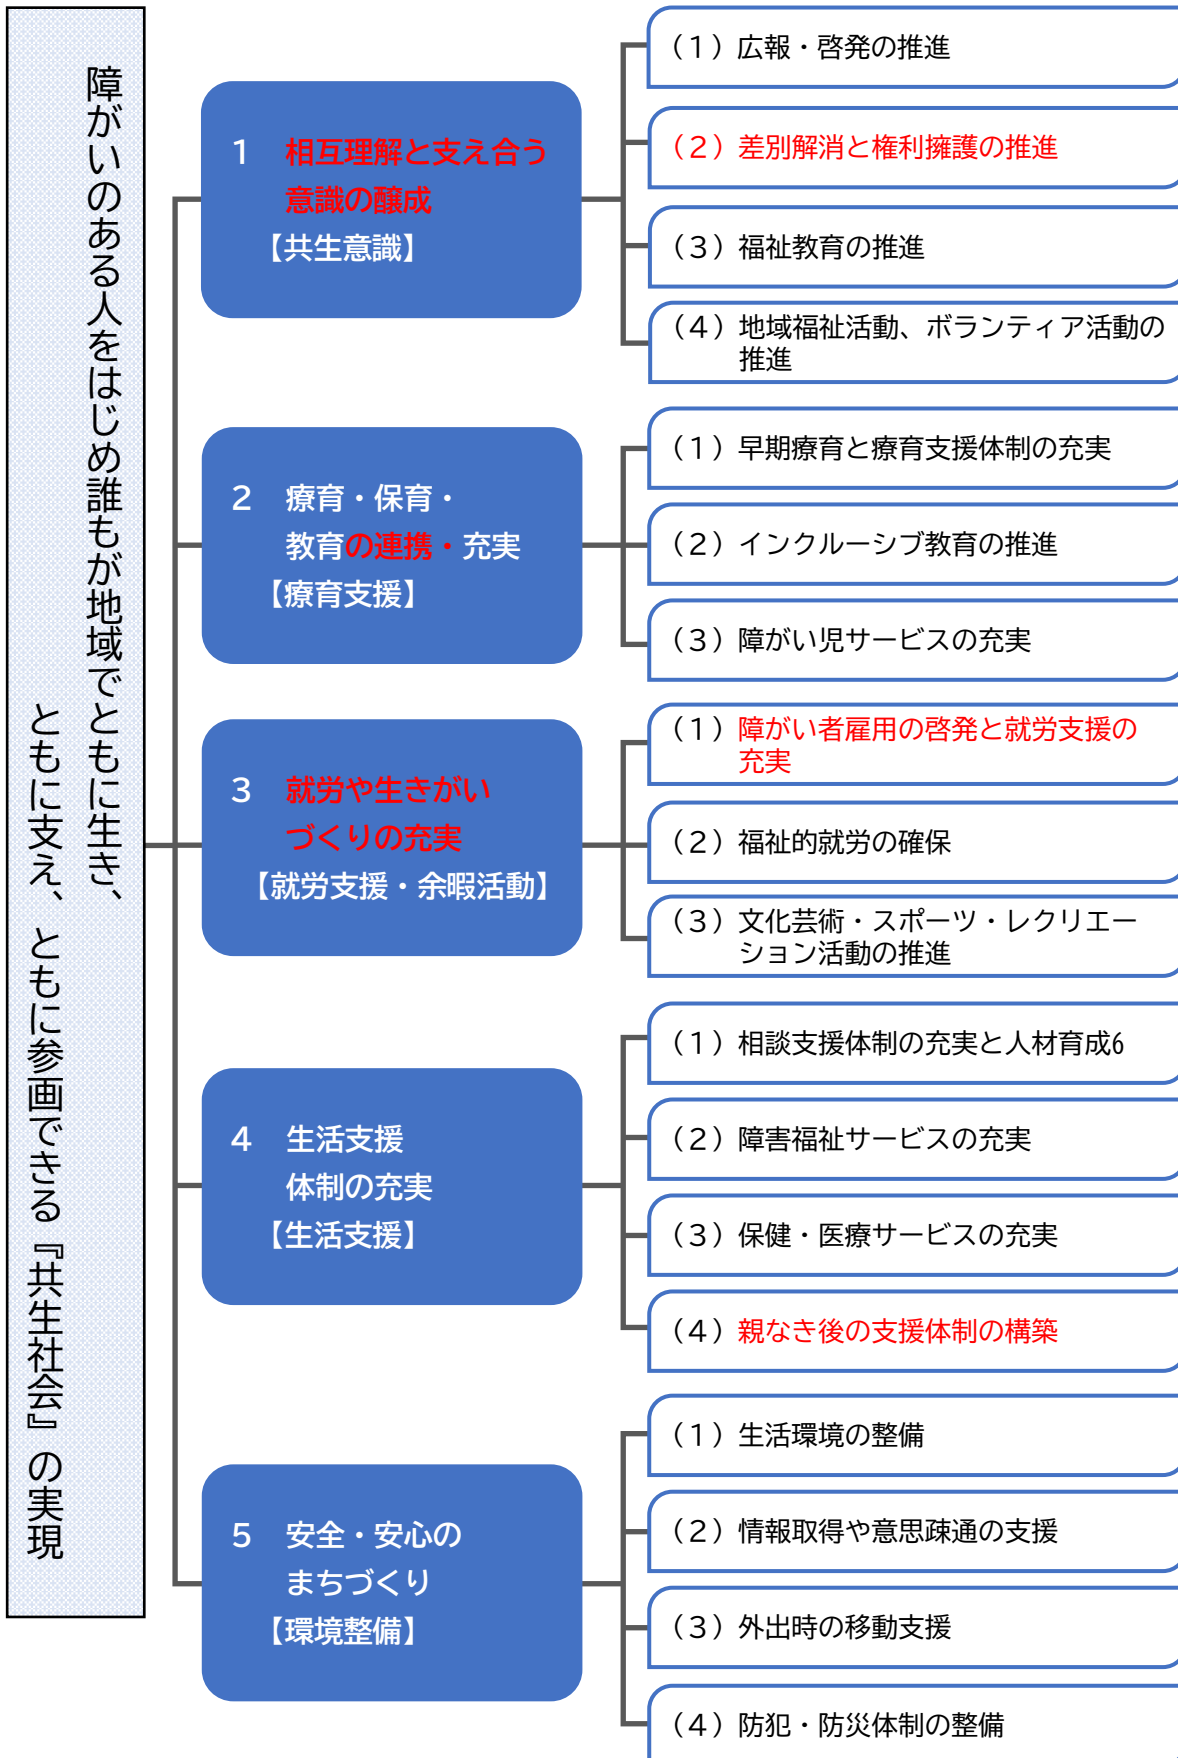 障がいのある人をはじめ誰もが地域でともに生き、
ともに支え、ともに参画できる『共生社会』の実現
1 相互理解と支え合う
意識の醸成
【共生意識】
（1）広報・啓発の推進
（2）差別解消と権利擁護の推進
（3）福祉教育の推進
（4）地域福祉活動、ボランティア活動の
推進
2 療育・保育・
教育の連携・充実
【療育支援】
（1）早期療育と療育支援体制の充実
（2）インクルーシブ教育の推進
（3）障がい児サービスの充実
3 就労や生きがい
づくりの充実
【就労支援・余暇活動】
（1）障がい者雇用の啓発と就労支援の
充実
（2）福祉的就労の確保
（3）文化芸術・スポーツ・レクリエー
ション活動の推進
4 生活支援
体制の充実
【生活支援】
（1）相談支援体制の充実と人材育成6
（2）障害福祉サービスの充実
（3）保健・医療サービスの充実
（4）親なき後の支援体制の構築
5 安全・安心の
まちづくり
【環境整備】
（1）生活環境の整備
（2）情報取得や意思疎通の支援
（3）外出時の移動支援
（4）防犯・防災体制の整備